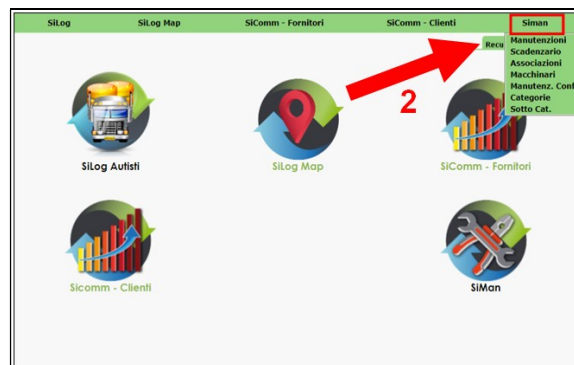 SiLog SiLog Map SiComm - Fornitori SiComm - Clienti Siman
Manutenzioni
Scadenzario
Associazioni
Macchinari
Manutenz. Conf
Categorie
Sotto Cat.
Recu
2
SiLog Autisti SiLog Map SiComm - Fornitori
Sicomm - Clienti SiMan